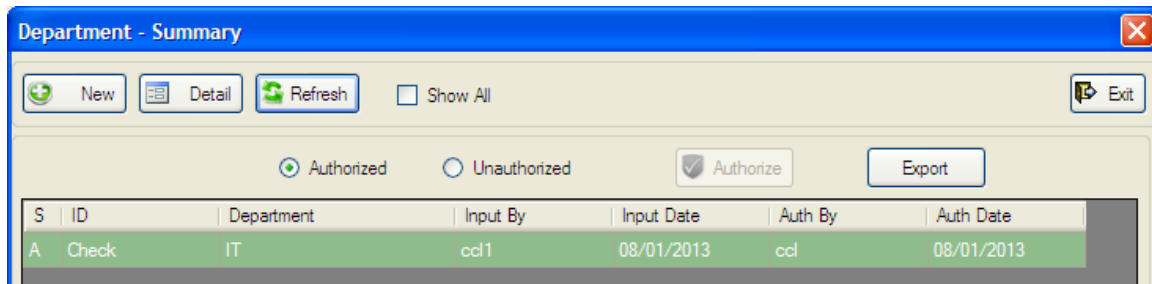 Department - Summary
New Detail Refresh Show All Exit
Authorized Unauthorized Authorize Export
S ID Department Input By Input Date Auth By Auth Date
A Check IT ccl1 08/01/2013 ccl 08/01/2013